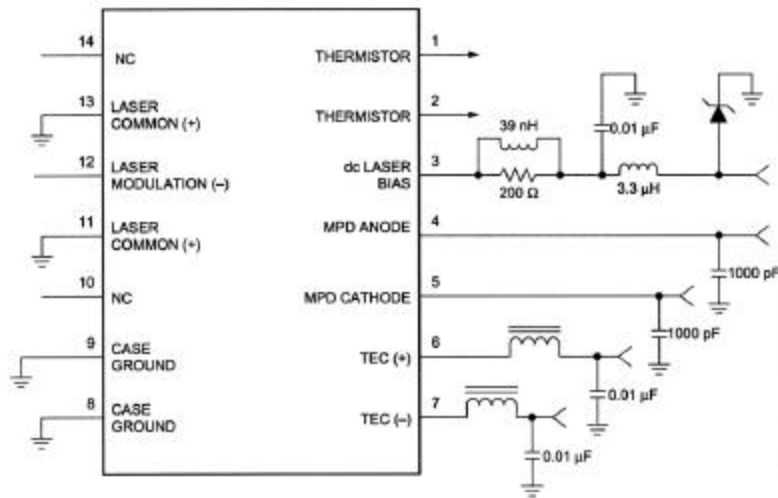 14
NC
13
LASER
COMMON (+)
12
LASER
MODULATION (–)
11
LASER
COMMON (+)
10
NC
9
CASE
GROUND
8
CASE
GROUND
1
THERMISTOR
2
THERMISTOR
3
dc LASER
BIAS
39 nH
200 Ω
0.01 µF
3.3 µH
4
MPD ANODE
1000 pF
5
MPD CATHODE
1000 pF
6
TEC (+)
0.01 µF
7
TEC (–)
0.01 µF